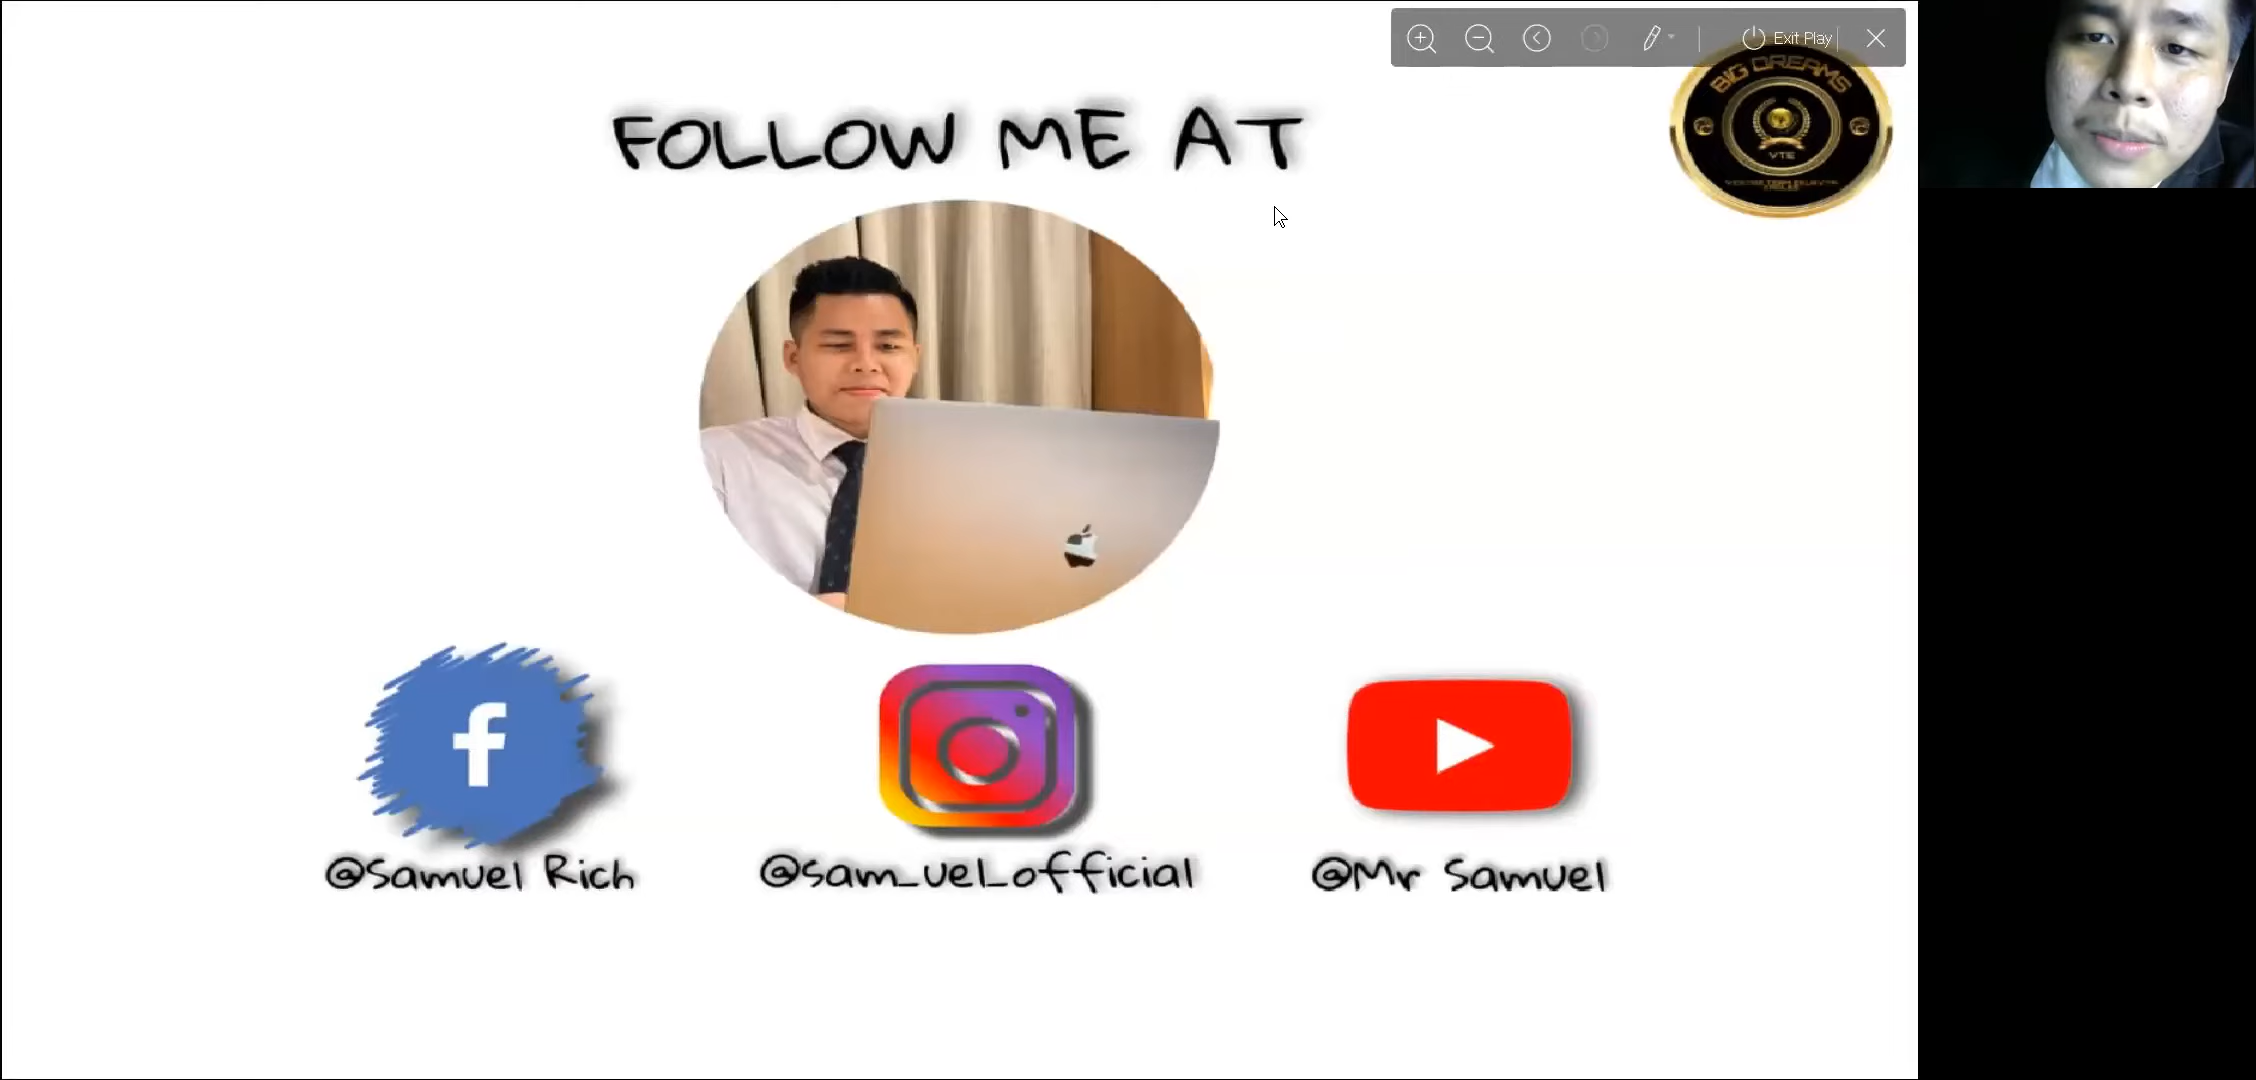 Exit Play
BIG DREAMS
VTE
FOLLOW ME AT
f
@Samuel Rich
@sam_uel_official
@Mr Samuel